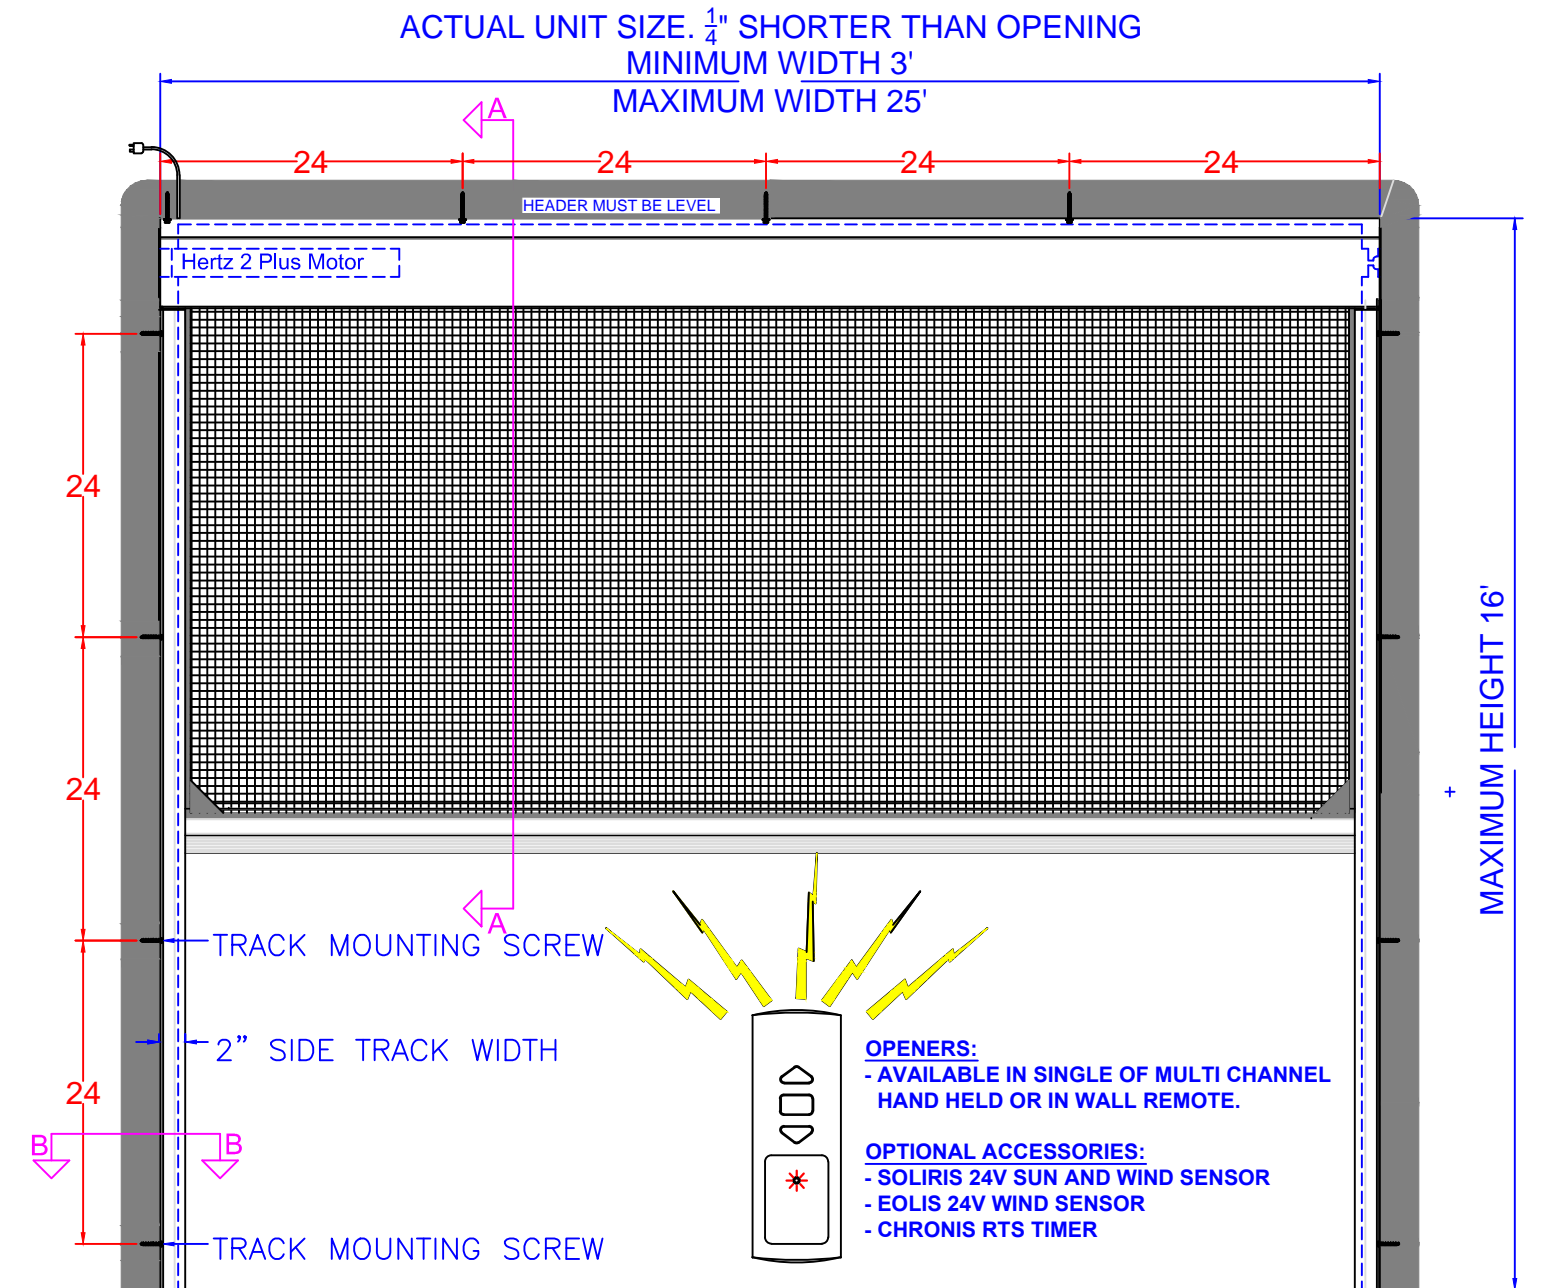 ACTUAL UNIT SIZE. 1/4" SHORTER THAN OPENING
MINIMUM WIDTH 3'
MAXIMUM WIDTH 25'
A
24 24 24 24
HEADER MUST BE LEVEL
Hertz 2 Plus Motor
24
24
MAXIMUM HEIGHT 16'
+
A
TRACK MOUNTING SCREW
2” SIDE TRACK WIDTH
24
B B
TRACK MOUNTING SCREW
OPENERS:
- AVAILABLE IN SINGLE OF MULTI CHANNEL
HAND HELD OR IN WALL REMOTE.
OPTIONAL ACCESSORIES:
- SOLIRIS 24V SUN AND WIND SENSOR
- EOLIS 24V WIND SENSOR
- CHRONIS RTS TIMER